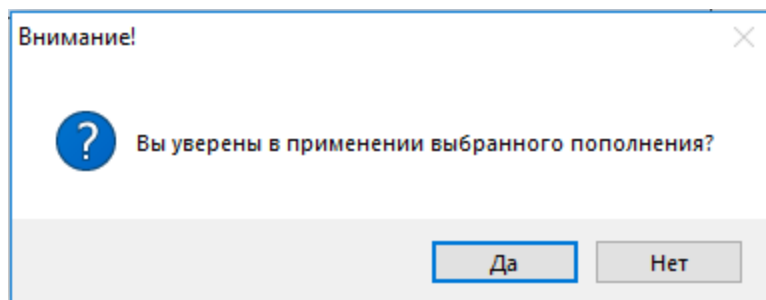 Внимание!
Вы уверены в применении выбранного пополнения?
Да
Нет